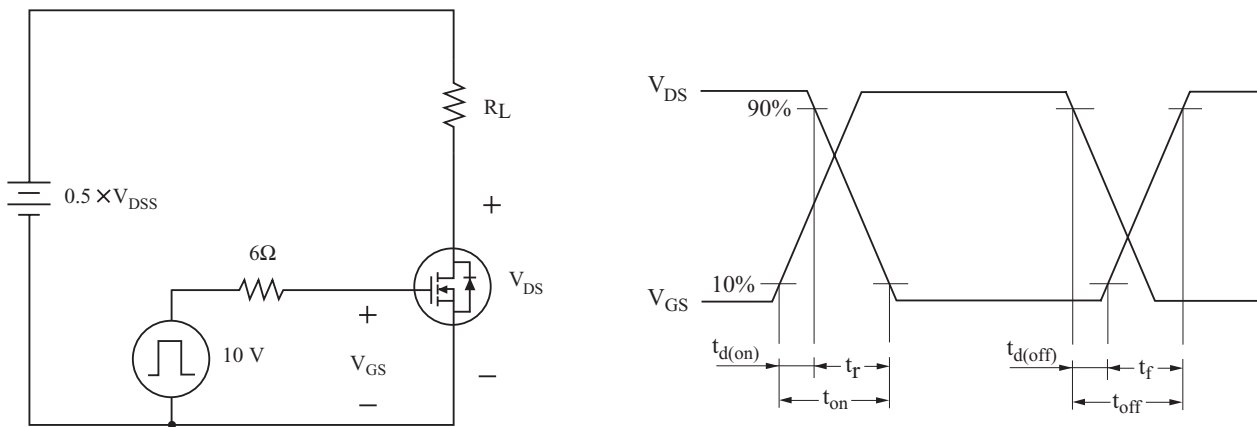 R_L
0.5 × V_DSS
+
6Ω
V_DS
+
10 V
V_GS
−
−
V_DS
90%
10%
V_GS
t_d(on)
t_r
t_on
t_d(off)
t_f
t_off